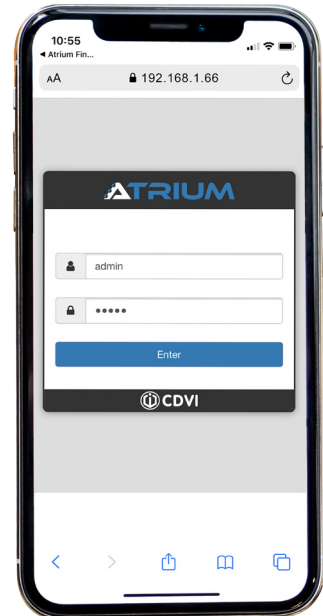 10:55
◀ Atrium Fin...
AA 192.168.1.66
ATRIUM
admin
•••••
Enter
CDVI